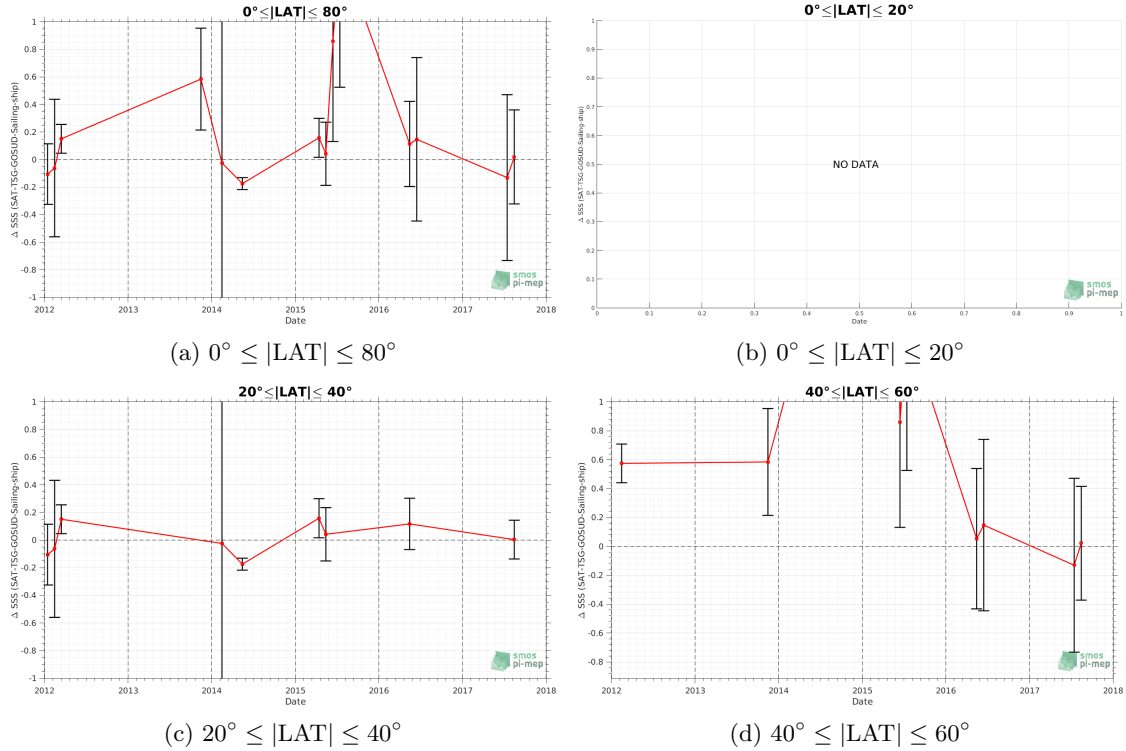 0°≤|LAT|≤ 80°
Δ SSS (SAT-TSG-GOSUD-Sailing-ship)
1
0.8
0.6
0.4
0.2
0
-0.2
-0.4
-0.6
-0.8
-1
2012 2013 2014 2015 2016 2017 2018
Date
smos
pi-mep
(a) 0° ≤ |LAT| ≤ 80°
0°≤|LAT|≤ 20°
Δ SSS (SAT-TSG-GOSUD-Sailing-ship)
1
0.9
0.8
0.7
0.6
0.5
0.4
0.3
0.2
0.1
0
NO DATA
0 0.1 0.2 0.3 0.4 0.5 0.6 0.7 0.8 0.9 1
Date
smos
pi-mep
(b) 0° ≤ |LAT| ≤ 20°
20°≤|LAT|≤ 40°
Δ SSS (SAT-TSG-GOSUD-Sailing-ship)
1
0.8
0.6
0.4
0.2
0
-0.2
-0.4
-0.6
-0.8
-1
2012 2013 2014 2015 2016 2017 2018
Date
smos
pi-mep
(c) 20° ≤ |LAT| ≤ 40°
40°≤|LAT|≤ 60°
Δ SSS (SAT-TSG-GOSUD-Sailing-ship)
1
0.8
0.6
0.4
0.2
0
-0.2
-0.4
-0.6
-0.8
2012 2013 2014 2015 2016 2017 2018
Date
smos
pi-mep
(d) 40° ≤ |LAT| ≤ 60°